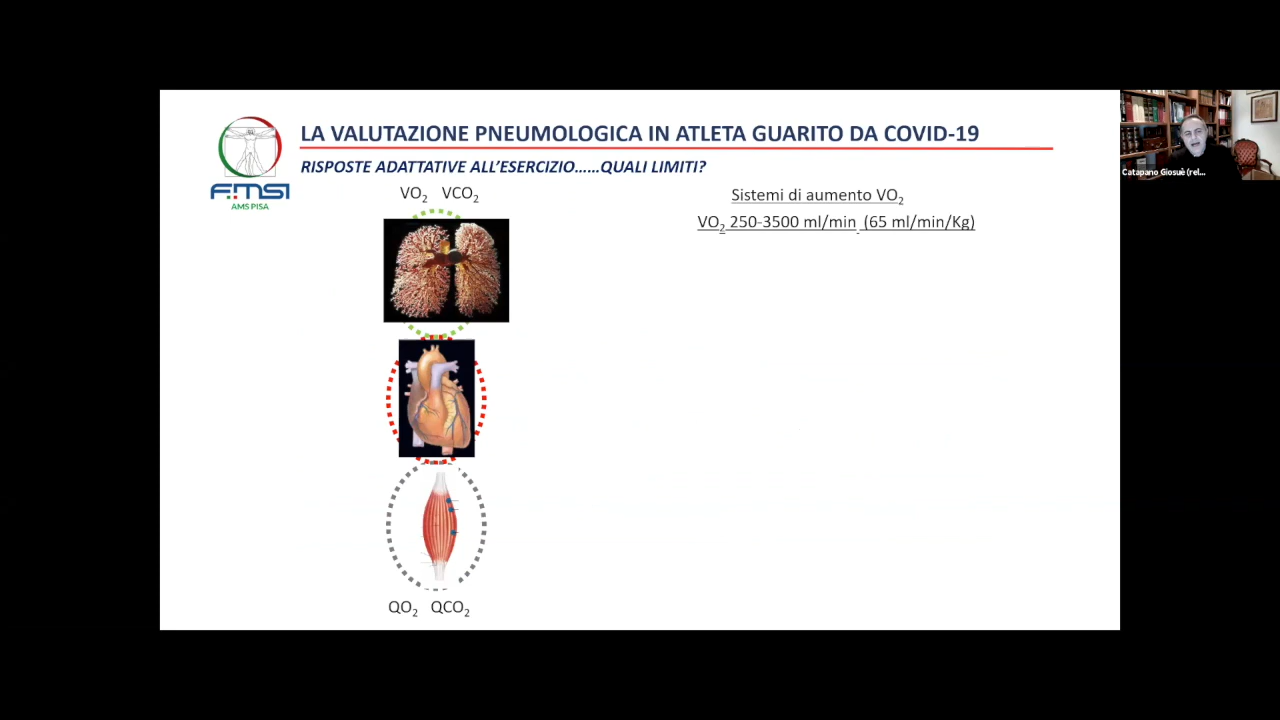 LA VALUTAZIONE PNEUMOLOGICA IN ATLETA GUARITO DA COVID-19
RISPOSTE ADATTATIVE ALL'ESERCIZIO......QUALI LIMITI?
FMSI
AMS PISA
VO₂ VCO₂
Sistemi di aumento VO₂
VO₂ 250-3500 ml/min (65 ml/min/Kg)
QO₂ QCO₂
Catapano Giosuè (rel...